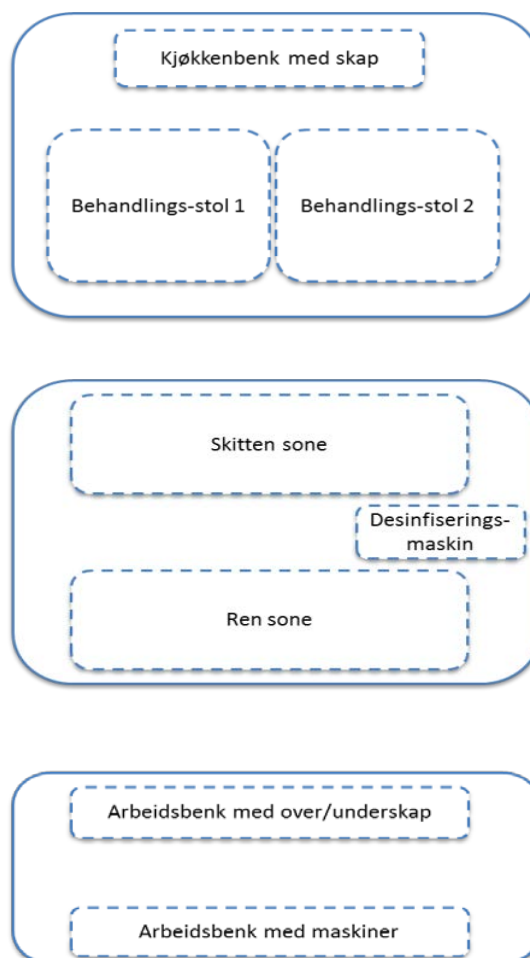 Kjøkkenbenk med skap
Behandlings-stol 1
Behandlings-stol 2
Skitten sone
Desinfiserings-
maskin
Ren sone
Arbeidsbenk med over/underskap
Arbeidsbenk med maskiner